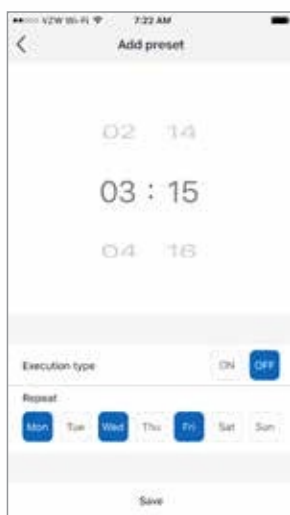 VZW Wi-Fi 7:22 AM
Add preset
02 14
03 : 15
04 16
Execution type ON OFF
Repeat
Mon Tue Wed Thu Fri Sat Sun
Save